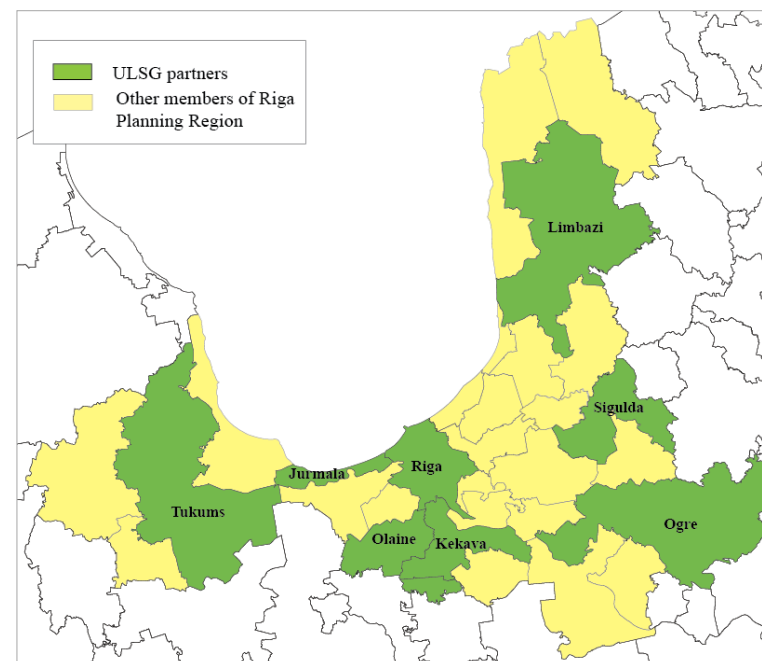 ULSG partners
Other members of Riga
Planning Region
Limbazi
Sigulda
Riga
Jurmala
Tukums
Ogre
Olaine
Kekava